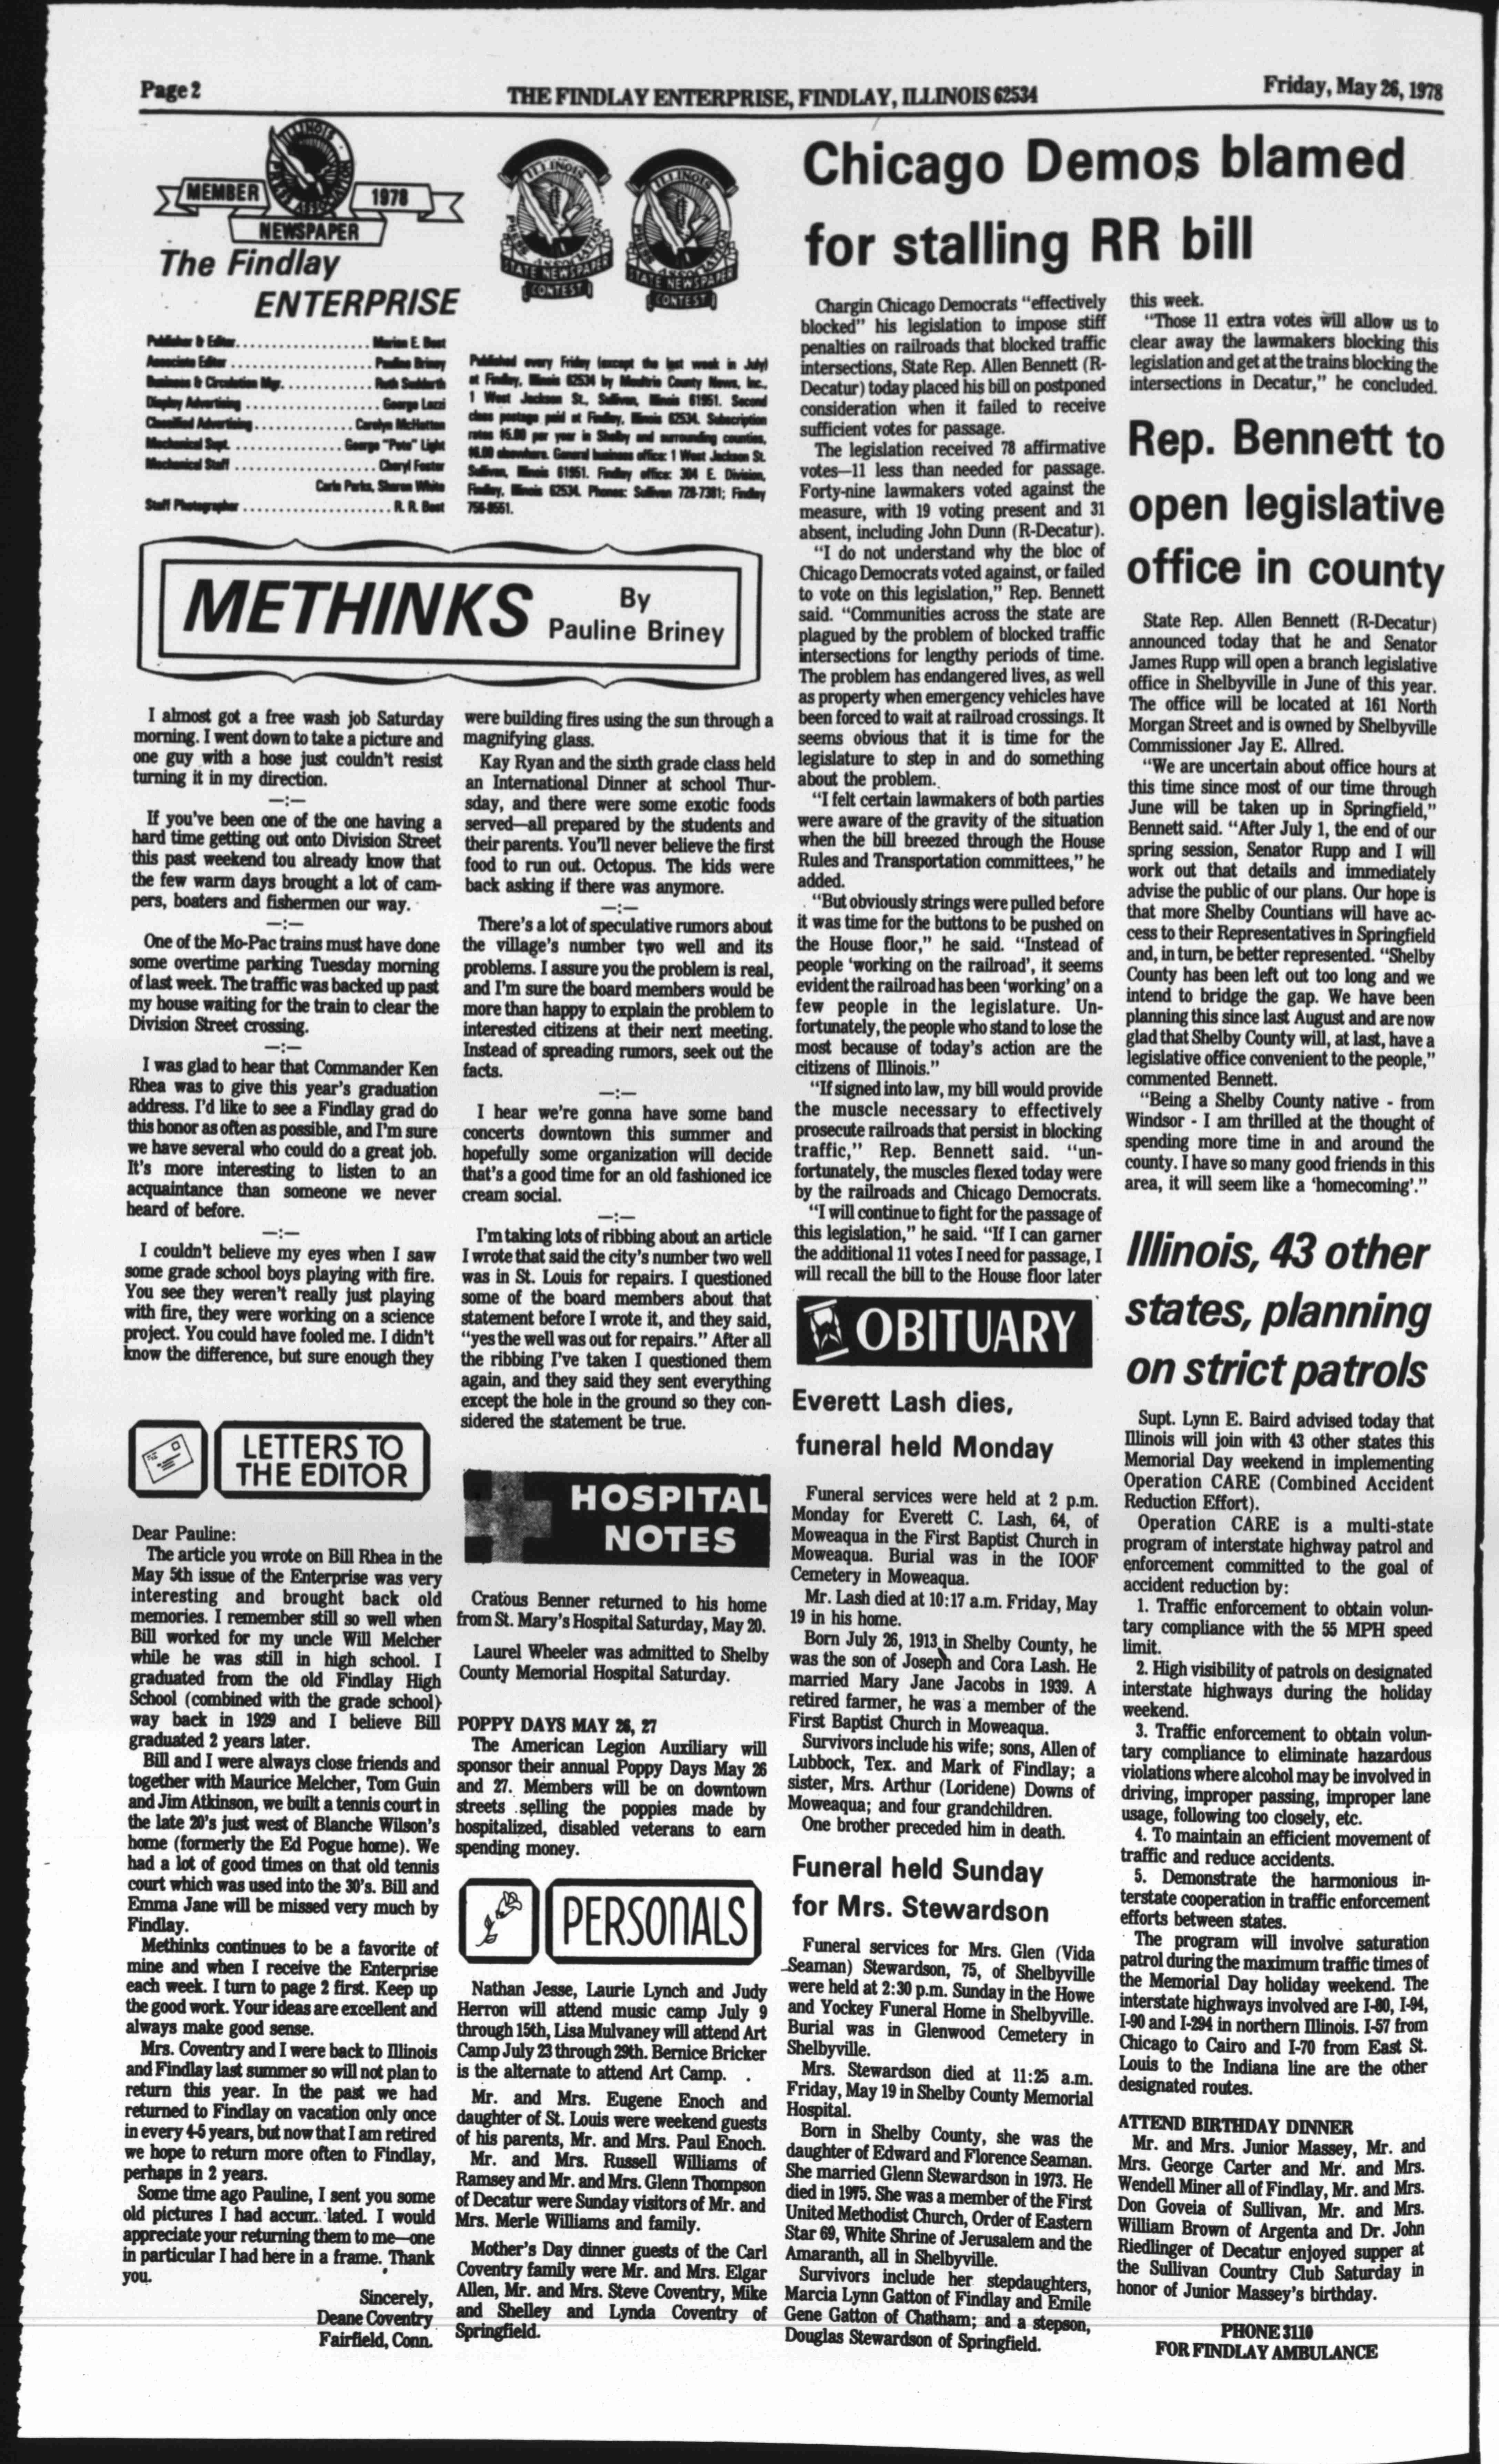 Page 2
THE FINDLAY ENTERPRISE, FINDLAY, ILLINOIS 62534
Friday, May 26, 1978
ILLINOIS
MEMBER
1978
NEWSPAPER
The Findlay
ENTERPRISE
ILLINOIS
PRESS ASSOCIATION
STATE NEWSPAPER
CONTEST
ILLINOIS
PRESS ASSOCIATION
STATE NEWSPAPER
CONTEST
Publisher & Editor. . . . . . . . . . . . . . . . . . . Marion E. Best
Associate Editor . . . . . . . . . . . . . . . . . . . . Pauline Briney
Business & Circulation Mgr. . . . . . . . . . . . . Ruth Suddarth
Display Advertising . . . . . . . . . . . . . . . . . . . George Lozzi
Classified Advertising. . . . . . . . . . . . . . . Carolyn McHatton
Mechanical Supt. . . . . . . . . . . . . . . . . George "Pete" Light
Mechanical Staff . . . . . . . . . . . . . . . . . . . . Cheryl Foster
Carla Parks, Sharon White
Staff Photographer . . . . . . . . . . . . . . . . . . . . . R. R. Best
Published every Friday (except the last week in July)
at Findlay, Illinois 62534 by Moultrie County News, Inc.,
1 West Jackson St., Sullivan, Illinois 61951. Second
class postage paid at Findlay, Illinois 62534. Subscription
rates $5.00 per year in Shelby and surrounding counties,
elsewhere. General business office: 1 West Jackson St.
Sullivan, Illinois 61951. Findlay office: 304 E. Division,
Findlay, Illinois 62534. Phones: Sullivan 728-7381; Findlay
756-8551.
METHINKS
By
Pauline Briney
I almost got a free wash job Saturday
morning. I went down to take a picture and
one guy with a hose just couldn't resist
turning it in my direction.
—:—
If you've been one of the one having a
hard time getting out onto Division Street
this past weekend tou already know that
the few warm days brought a lot of cam-
pers, boaters and fishermen our way.
—:—
One of the Mo-Pac trains must have done
some overtime parking Tuesday morning
of last week. The traffic was backed up past
my house waiting for the train to clear the
Division Street crossing.
—:—
I was glad to hear that Commander Ken
Rhea was to give this year's graduation
address. I'd like to see a Findlay grad do
this honor as often as possible, and I'm sure
we have several who could do a great job.
It's more interesting to listen to an
acquaintance than someone we never
heard of before.
—:—
I couldn't believe my eyes when I saw
some grade school boys playing with fire.
You see they weren't really just playing
with fire, they were working on a science
project. You could have fooled me. I didn't
know the difference, but sure enough they
were building fires using the sun through a
magnifying glass.
Kay Ryan and the sixth grade class held
an International Dinner at school Thur-
sday, and there were some exotic foods
served—all prepared by the students and
their parents. You'll never believe the first
food to run out. Octopus. The kids were
back asking if there was anymore.
—:—
There's a lot of speculative rumors about
the village's number two well and its
problems. I assure you the problem is real,
and I'm sure the board members would be
more than happy to explain the problem to
interested citizens at their next meeting.
Instead of spreading rumors, seek out the
facts.
—:—
I hear we're gonna have some band
concerts downtown this summer and
hopefully some organization will decide
that's a good time for an old fashioned ice
cream social.
—:—
I'm taking lots of ribbing about an article
I wrote that said the city's number two well
was in St. Louis for repairs. I questioned
some of the board members about that
statement before I wrote it, and they said,
"yes the well was out for repairs." After all
the ribbing I've taken I questioned them
again, and they said they sent everything
except the hole in the ground so they con-
sidered the statement be true.
LETTERS TO
THE EDITOR
Dear Pauline:
The article you wrote on Bill Rhea in the
May 5th issue of the Enterprise was very
interesting and brought back old
memories. I remember still so well when
Bill worked for my uncle Will Melcher
while he was still in high school. I
graduated from the old Findlay High
School (combined with the grade school)
way back in 1929 and I believe Bill
graduated 2 years later.
Bill and I were always close friends and
together with Maurice Melcher, Tom Guin
and Jim Atkinson, we built a tennis court in
the late 20's just west of Blanche Wilson's
home (formerly the Ed Pogue home). We
had a lot of good times on that old tennis
court which was used into the 30's. Bill and
Emma Jane will be missed very much by
Findlay.
Methinks continues to be a favorite of
mine and when I receive the Enterprise
each week. I turn to page 2 first. Keep up
the good work. Your ideas are excellent and
always make good sense.
Mrs. Coventry and I were back to Illinois
and Findlay last summer so will not plan to
return this year. In the past we had
returned to Findlay on vacation only once
in every 4-5 years, but now that I am retired
we hope to return more often to Findlay,
perhaps in 2 years.
Some time ago Pauline, I sent you some
old pictures I had accum. lated. I would
appreciate your returning them to me—one
in particular I had here in a frame. Thank
you.
Sincerely,
Deane Coventry
Fairfield, Conn.
HOSPITAL
NOTES
Cratous Benner returned to his home
from St. Mary's Hospital Saturday, May 20.
Laurel Wheeler was admitted to Shelby
County Memorial Hospital Saturday.
POPPY DAYS MAY 26, 27
The American Legion Auxiliary will
sponsor their annual Poppy Days May 26
and 27. Members will be on downtown
streets selling the poppies made by
hospitalized, disabled veterans to earn
spending money.
PERSONALS
Nathan Jesse, Laurie Lynch and Judy
Herron will attend music camp July 9
through 15th, Lisa Mulvaney will attend Art
Camp July 23 through 29th. Bernice Bricker
is the alternate to attend Art Camp.
Mr. and Mrs. Eugene Enoch and
daughter of St. Louis were weekend guests
of his parents, Mr. and Mrs. Paul Enoch.
Mr. and Mrs. Russell Williams of
Ramsey and Mr. and Mrs. Glenn Thompson
of Decatur were Sunday visitors of Mr. and
Mrs. Merle Williams and family.
Mother's Day dinner guests of the Carl
Coventry family were Mr. and Mrs. Elgar
Allen, Mr. and Mrs. Steve Coventry, Mike
and Shelley and Lynda Coventry of
Springfield.
Chicago Demos blamed
for stalling RR bill
Chargin Chicago Democrats "effectively
blocked" his legislation to impose stiff
penalties on railroads that blocked traffic
intersections, State Rep. Allen Bennett (R-
Decatur) today placed his bill on postponed
consideration when it failed to receive
sufficient votes for passage.
The legislation received 78 affirmative
votes—11 less than needed for passage.
Forty-nine lawmakers voted against the
measure, with 19 voting present and 31
absent, including John Dunn (R-Decatur).
"I do not understand why the bloc of
Chicago Democrats voted against, or failed
to vote on this legislation," Rep. Bennett
said. "Communities across the state are
plagued by the problem of blocked traffic
intersections for lengthy periods of time.
The problem has endangered lives, as well
as property when emergency vehicles have
been forced to wait at railroad crossings. It
seems obvious that it is time for the
legislature to step in and do something
about the problem.
"I felt certain lawmakers of both parties
were aware of the gravity of the situation
when the bill breezed through the House
Rules and Transportation committees," he
added.
"But obviously strings were pulled before
it was time for the buttons to be pushed on
the House floor," he said. "Instead of
people 'working on the railroad', it seems
evident the railroad has been 'working' on a
few people in the legislature. Un-
fortunately, the people who stand to lose the
most because of today's action are the
citizens of Illinois."
"If signed into law, my bill would provide
the muscle necessary to effectively
prosecute railroads that persist in blocking
traffic," Rep. Bennett said. "un-
fortunately, the muscles flexed today were
by the railroads and Chicago Democrats.
"I will continue to fight for the passage of
this legislation," he said. "If I can garner
the additional 11 votes I need for passage, I
will recall the bill to the House floor later
this week.
"Those 11 extra votes will allow us to
clear away the lawmakers blocking this
legislation and get at the trains blocking the
intersections in Decatur," he concluded.
OBITUARY
Everett Lash dies,
funeral held Monday
Funeral services were held at 2 p.m.
Monday for Everett C. Lash, 64, of
Moweaqua in the First Baptist Church in
Moweaqua. Burial was in the IOOF
Cemetery in Moweaqua.
Mr. Lash died at 10:17 a.m. Friday, May
19 in his home.
Born July 26, 1913 in Shelby County, he
was the son of Joseph and Cora Lash. He
married Mary Jane Jacobs in 1939. A
retired farmer, he was a member of the
First Baptist Church in Moweaqua.
Survivors include his wife; sons, Allen of
Lubbock, Tex. and Mark of Findlay; a
sister, Mrs. Arthur (Loridene) Downs of
Moweaqua; and four grandchildren.
One brother preceded him in death.
Funeral held Sunday
for Mrs. Stewardson
Funeral services for Mrs. Glen (Vida
Seaman) Stewardson, 75, of Shelbyville
were held at 2:30 p.m. Sunday in the Howe
and Yockey Funeral Home in Shelbyville.
Burial was in Glenwood Cemetery in
Shelbyville.
Mrs. Stewardson died at 11:25 a.m.
Friday, May 19 in Shelby County Memorial
Hospital.
Born in Shelby County, she was the
daughter of Edward and Florence Seaman.
She married Glenn Stewardson in 1973. He
died in 1975. She was a member of the First
United Methodist Church, Order of Eastern
Star 69, White Shrine of Jerusalem and the
Amaranth, all in Shelbyville.
Survivors include her stepdaughters,
Marcia Lynn Gatton of Findlay and Emile
Gene Gatton of Chatham; and a stepson,
Douglas Stewardson of Springfield.
Rep. Bennett to
open legislative
office in county
State Rep. Allen Bennett (R-Decatur)
announced today that he and Senator
James Rupp will open a branch legislative
office in Shelbyville in June of this year.
The office will be located at 161 North
Morgan Street and is owned by Shelbyville
Commissioner Jay E. Allred.
"We are uncertain about office hours at
this time since most of our time through
June will be taken up in Springfield,"
Bennett said. "After July 1, the end of our
spring session, Senator Rupp and I will
work out that details and immediately
advise the public of our plans. Our hope is
that more Shelby Countians will have ac-
cess to their Representatives in Springfield
and, in turn, be better represented. "Shelby
County has been left out too long and we
intend to bridge the gap. We have been
planning this since last August and are now
glad that Shelby County will, at last, have a
legislative office convenient to the people,"
commented Bennett.
"Being a Shelby County native - from
Windsor - I am thrilled at the thought of
spending more time in and around the
county. I have so many good friends in this
area, it will seem like a 'homecoming'."
Illinois, 43 other
states, planning
on strict patrols
Supt. Lynn E. Baird advised today that
Illinois will join with 43 other states this
Memorial Day weekend in implementing
Operation CARE (Combined Accident
Reduction Effort).
Operation CARE is a multi-state
program of interstate highway patrol and
enforcement committed to the goal of
accident reduction by:
1. Traffic enforcement to obtain volun-
tary compliance with the 55 MPH speed
limit.
2. High visibility of patrols on designated
interstate highways during the holiday
weekend.
3. Traffic enforcement to obtain volun-
tary compliance to eliminate hazardous
violations where alcohol may be involved in
driving, improper passing, improper lane
usage, following too closely, etc.
4. To maintain an efficient movement of
traffic and reduce accidents.
5. Demonstrate the harmonious in-
terstate cooperation in traffic enforcement
efforts between states.
The program will involve saturation
patrol during the maximum traffic times of
the Memorial Day holiday weekend. The
interstate highways involved are I-80, I-94,
I-90 and I-294 in northern Illinois. I-57 from
Chicago to Cairo and I-70 from East St.
Louis to the Indiana line are the other
designated routes.
ATTEND BIRTHDAY DINNER
Mr. and Mrs. Junior Massey, Mr. and
Mrs. George Carter and Mr. and Mrs.
Wendell Miner all of Findlay, Mr. and Mrs.
Don Goveia of Sullivan, Mr. and Mrs.
William Brown of Argenta and Dr. John
Riedlinger of Decatur enjoyed supper at
the Sullivan Country Club Saturday in
honor of Junior Massey's birthday.
PHONE 3110
FOR FINDLAY AMBULANCE